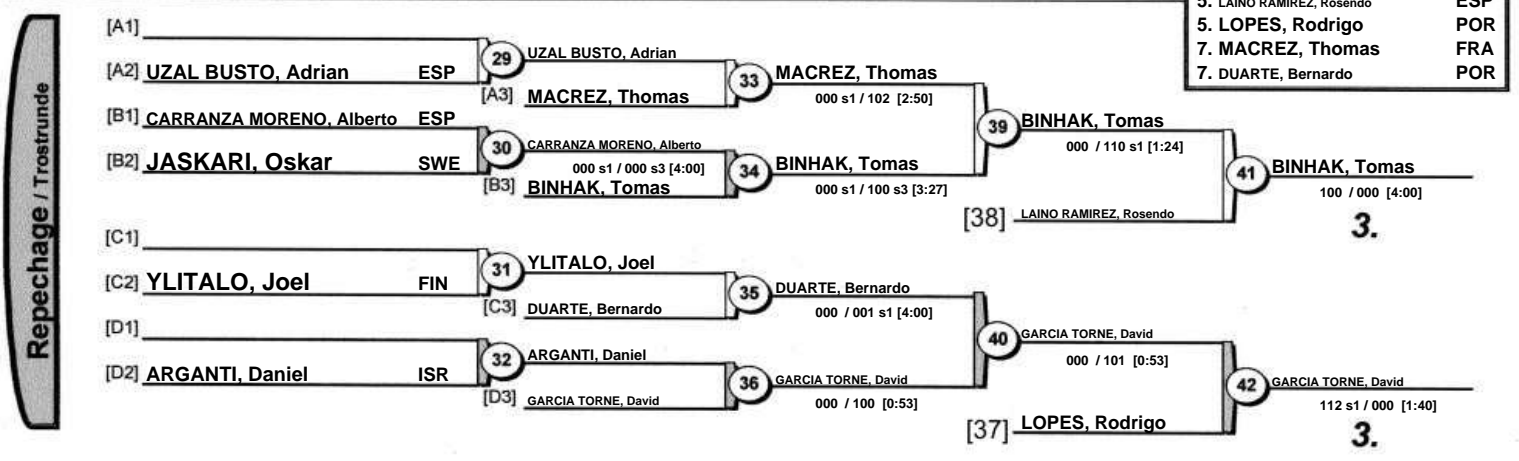 5. LAINO RAMIREZ, Rosendo ESP
5. LOPES, Rodrigo POR
7. MACREZ, Thomas FRA
7. DUARTE, Bernardo POR
Repechage / Trostrunde
[A1]
[A2] UZAL BUSTO, Adrian ESP
29
UZAL BUSTO, Adrian
[A3] MACREZ, Thomas
33
MACREZ, Thomas
000 s1 / 102 [2:50]
[B1] CARRANZA MORENO, Alberto ESP
[B2] JASKARI, Oskar SWE
30
CARRANZA MORENO, Alberto
000 s1 / 000 s3 [4:00]
[B3] BINHAK, Tomas
34
BINHAK, Tomas
000 s1 / 100 s3 [3:27]
39
BINHAK, Tomas
000 / 110 s1 [1:24]
[38] LAINO RAMIREZ, Rosendo
41
BINHAK, Tomas
100 / 000 [4:00]
3.
[C1]
[C2] YLITALO, Joel FIN
31
YLITALO, Joel
[C3] DUARTE, Bernardo
35
DUARTE, Bernardo
000 / 001 s1 [4:00]
[D1]
[D2] ARGANTI, Daniel ISR
32
ARGANTI, Daniel
[D3] GARCIA TORNE, David
36
GARCIA TORNE, David
000 / 100 [0:53]
40
GARCIA TORNE, David
000 / 101 [0:53]
[37] LOPES, Rodrigo
42
GARCIA TORNE, David
112 s1 / 000 [1:40]
3.